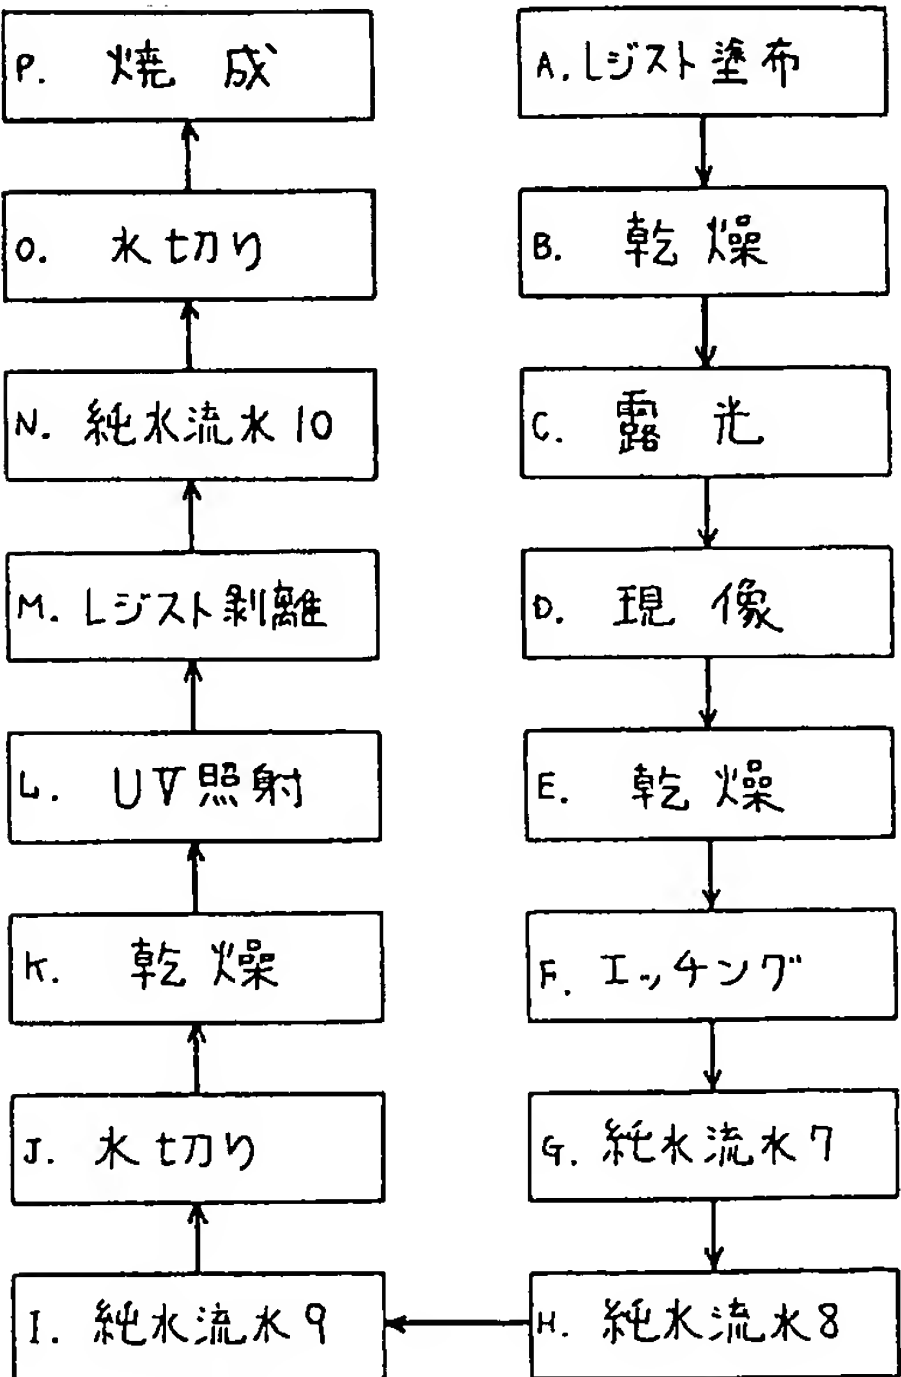 A. レジスト塗布
B. 乾燥
C. 露光
D. 現像
E. 乾燥
F. エッチング
G. 純水流水7
H. 純水流水8
I. 純水流水9
J. 水切り
K. 乾燥
L. UV照射
M. レジスト剥離
N. 純水流水10
O. 水切り
P. 焼成